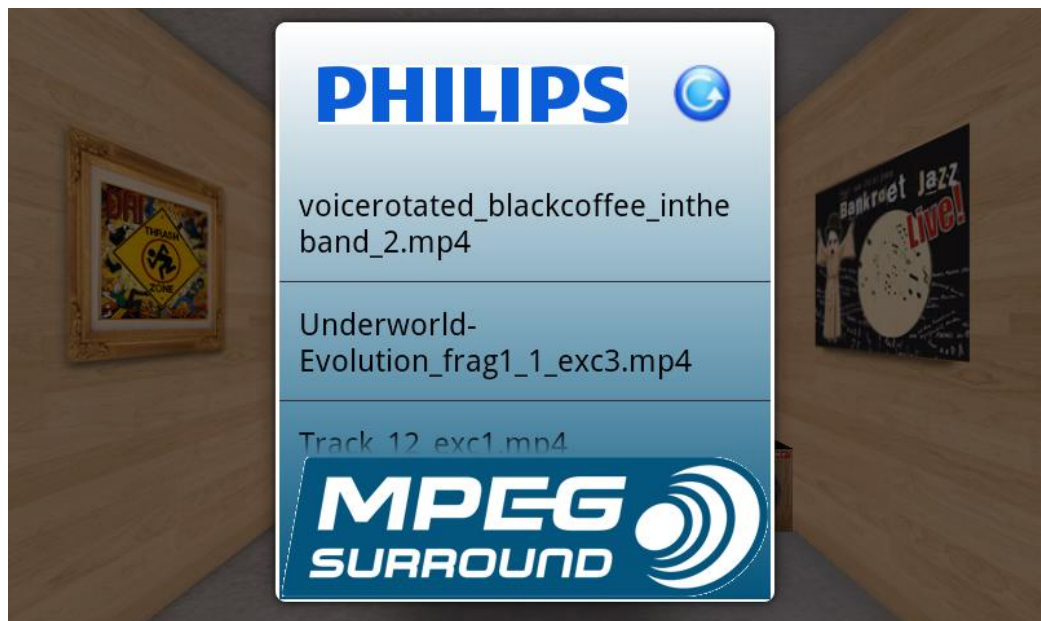 PHILIPS
voicerotated_blackcoffee_inthe
band_2.mp4
Underworld-
Evolution_frag1_1_exc3.mp4
Track_12_exc1.mp4
MPEG
SURROUND
THRASH
ZONE
Bankroet Jazz
Live!